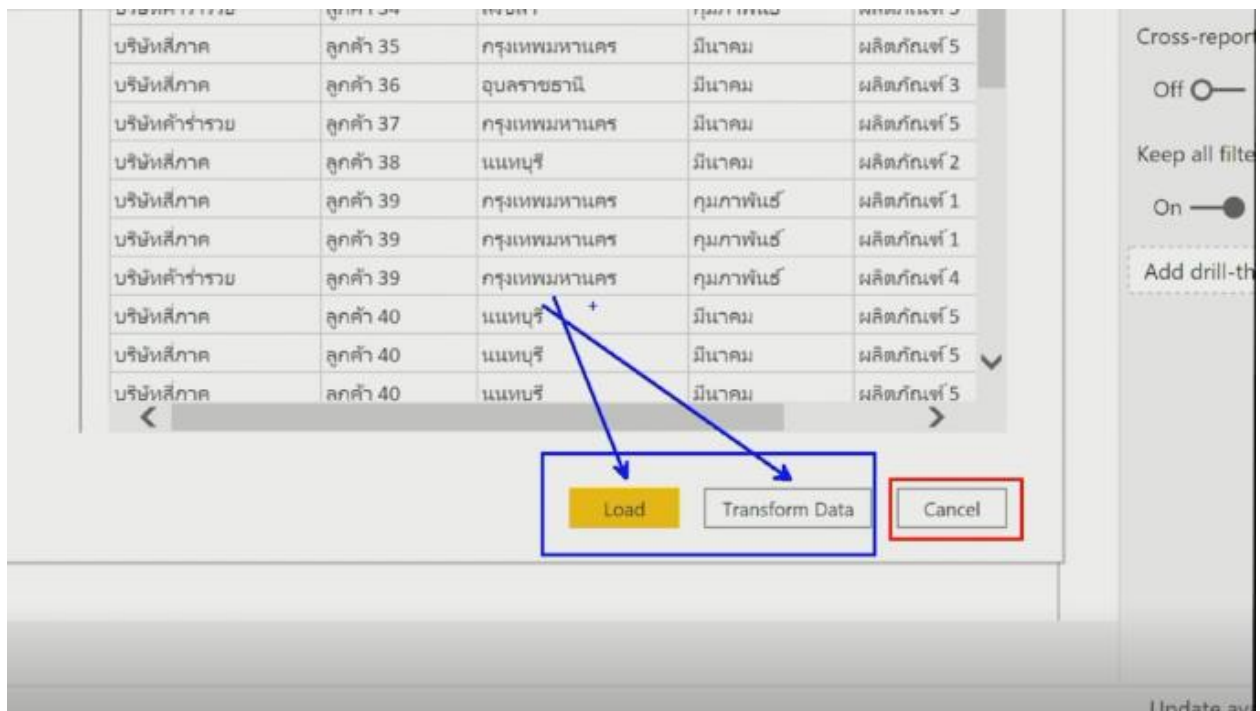 บริษัทสี่ภาค ลูกค้า 35 กรุงเทพมหานคร มีนาคม ผลิตภัณฑ์ 5
บริษัทสี่ภาค ลูกค้า 36 อุบลราชธานี มีนาคม ผลิตภัณฑ์ 3
บริษัทค้าร่ำรวย ลูกค้า 37 กรุงเทพมหานคร มีนาคม ผลิตภัณฑ์ 5
บริษัทสี่ภาค ลูกค้า 38 นนทบุรี มีนาคม ผลิตภัณฑ์ 2
บริษัทสี่ภาค ลูกค้า 39 กรุงเทพมหานคร กุมภาพันธ์ ผลิตภัณฑ์ 1
บริษัทสี่ภาค ลูกค้า 39 กรุงเทพมหานคร กุมภาพันธ์ ผลิตภัณฑ์ 1
บริษัทค้าร่ำรวย ลูกค้า 39 กรุงเทพมหานคร กุมภาพันธ์ ผลิตภัณฑ์ 4
บริษัทสี่ภาค ลูกค้า 40 นนทบุรี มีนาคม ผลิตภัณฑ์ 5
บริษัทสี่ภาค ลูกค้า 40 นนทบุรี มีนาคม ผลิตภัณฑ์ 5
บริษัทสี่ภาค ลูกค้า 40 นนทบุรี มีนาคม ผลิตภัณฑ์ 5
Load Transform Data Cancel
Cross-report
Off
Keep all filte
On
Add drill-th
Update av